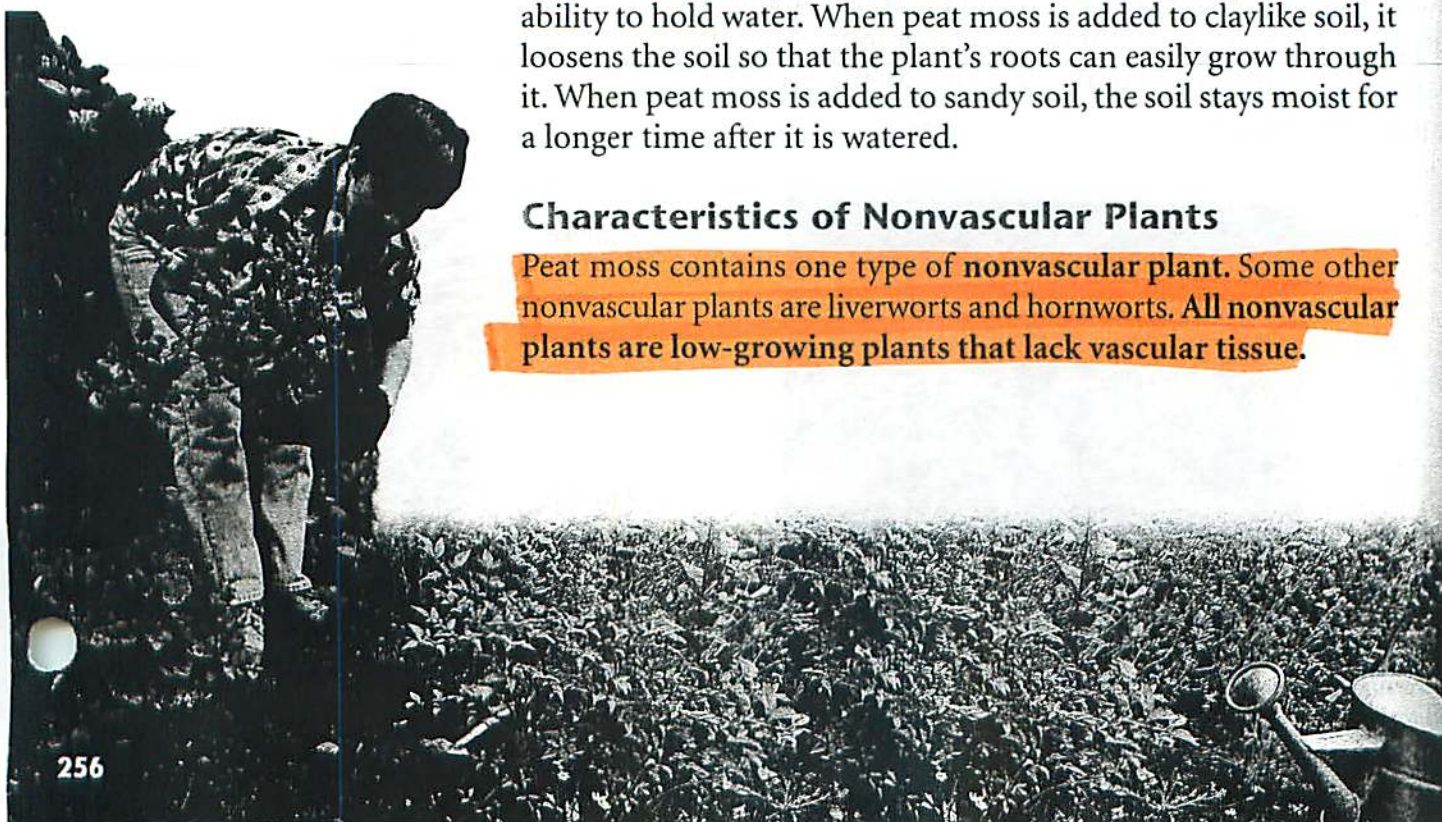 ability to hold water. When peat moss is added to claylike soil, it
loosens the soil so that the plant's roots can easily grow through
it. When peat moss is added to sandy soil, the soil stays moist for
a longer time after it is watered.
Characteristics of Nonvascular Plants
Peat moss contains one type of nonvascular plant. Some other
nonvascular plants are liverworts and hornworts. All nonvascular
plants are low-growing plants that lack vascular tissue.
256